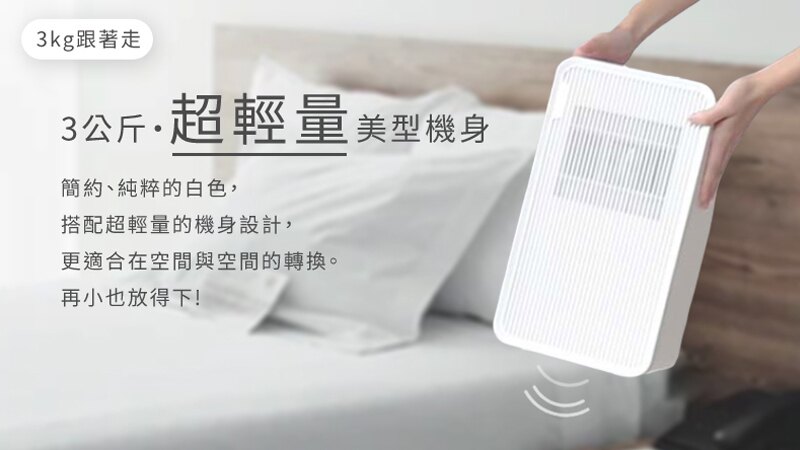 3kg跟著走
3公斤·超輕量美型機身
簡約、純粹的白色，
搭配超輕量的機身設計，
更適合在空間與空間的轉換。
再小也放得下!